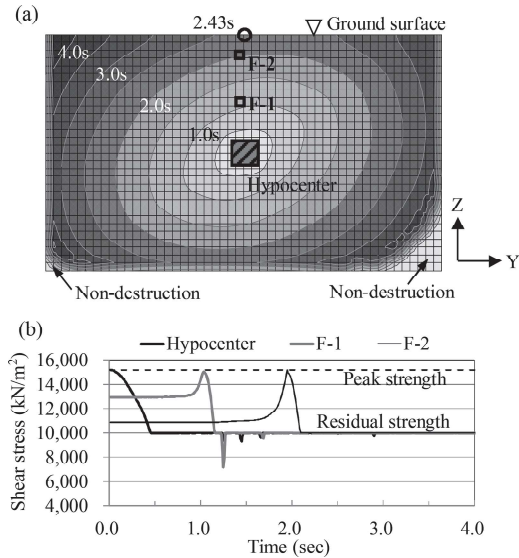 (a)
2.43s
Ground surface
4.0s
F-2
3.0s
2.0s
F-1
1.0s
Hypocenter
Z
Y
Non-destruction
Non-destruction
(b)
Hypocenter
F-1
F-2
Shear stress (kN/m²)
16,000
14,000
12,000
10,000
8,000
6,000
4,000
Peak strength
Residual strength
0.0
1.0
2.0
3.0
4.0
Time (sec)